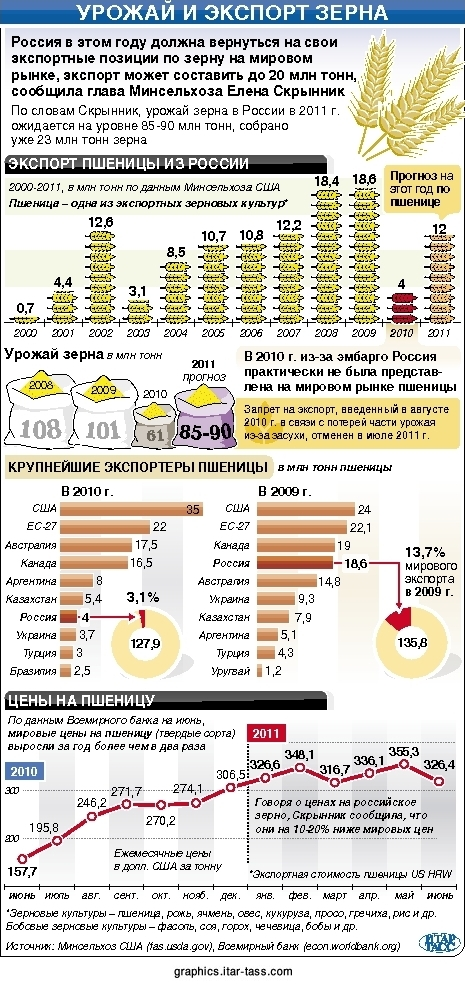 УРОЖАЙ И ЭКСПОРТ ЗЕРНА
Россия в этом году должна вернуться на свои
экспортные позиции по зерну на мировом
рынке, экспорт может составить до 20 млн тонн,
сообщила глава Минсельхоза Елена Скрынник
По словам Скрынник, урожай зерна в России в 2011 г.
ожидается на уровне 85-90 млн тонн, собрано
уже 23 млн тонн зерна
ЭКСПОРТ ПШЕНИЦЫ ИЗ РОССИИ
2000-2011, в млн тонн по данным Минсельхоза США
Пшеница – одна из экспортных зерновых культур*
Прогноз на
этот год по
пшенице
0,7
4,4
12,6
3,1
8,5
10,7
10,8
12,2
18,4
18,6
4
12
2000 2001 2002 2003 2004 2005 2006 2007 2008 2009 2010 2011
Урожай зерна в млн тонн
2008
108
2009
101
2010
61
2011
прогноз
85-90
В 2010 г. из-за эмбарго Россия
практически не была представ-
лена на мировом рынке пшеницы
Запрет на экспорт, введенный в августе
2010 г. в связи с потерей части урожая
из-за засухи, отменен в июле 2011 г.
КРУПНЕЙШИЕ ЭКСПОРТЕРЫ ПШЕНИЦЫ в млн тонн пшеницы
В 2010 г.
США 35
ЕС-27 22
Австралия 17,5
Канада 16,5
Аргентина 8
Казахстан 5,4
Россия 4
Украина 3,7
Турция 3
Бразилия 2,5
3,1%
127,9
В 2009 г.
США 24
ЕС-27 22,1
Канада 19
Россия 18,6
Австралия 14,8
Украина 9,3
Казахстан 7,9
Аргентина 5,1
Турция 4,3
Уругвай 1,2
13,7%
мирового
экспорта
в 2009 г.
135,8
ЦЕНЫ НА ПШЕНИЦУ
По данным Всемирного банка на июнь,
мировые цены на пшеницу (твердые сорта)
выросли за год более чем в два раза
2010
2011
300
200
157,7
195,8
246,2
271,7
270,2
274,1
306,5
326,6
348,1
316,7
336,1
355,3
326,4
Говоря о ценах на российское
зерно, Скрынник сообщила, что
они на 10-20% ниже мировых цен
Ежемесячные цены
в долл. США за тонну
*Экспортная стоимость пшеницы US HRW
июнь июль авг. сент. окт. нояб. дек. янв. фев. март апр. май июнь
*Зерновые культуры – пшеница, рожь, ячмень, овес, кукуруза, просо, гречиха, рис и др.
Бобовые зерновые культуры – фасоль, соя, горох, чечевица, бобы и др.
Источник: Минсельхоз США (fas.usda.gov), Всемирный банк (econ.worldbank.org)
ИТАР
ТАСС
graphics.itar-tass.com